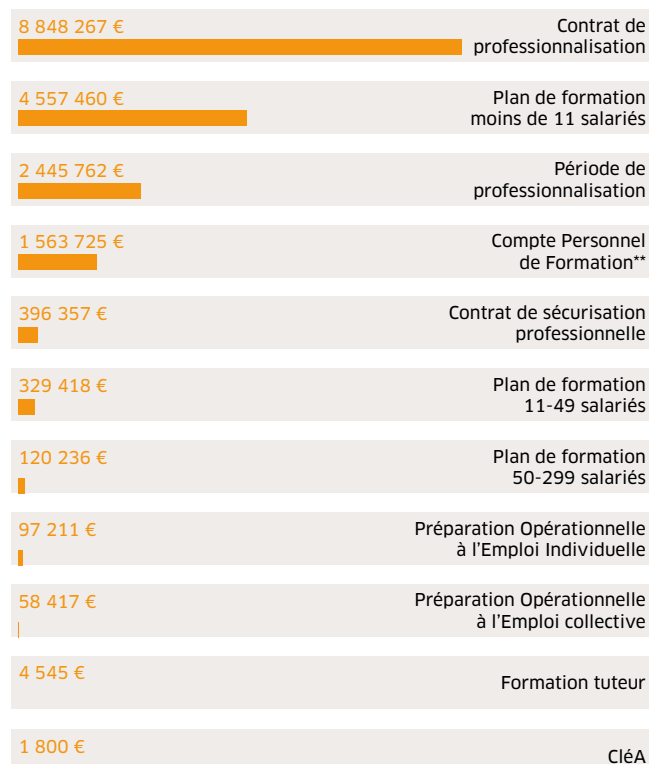 8 848 267 €
Contrat de
professionnalisation
4 557 460 €
Plan de formation
moins de 11 salariés
2 445 762 €
Période de
professionnalisation
1 563 725 €
Compte Personnel
de Formation**
396 357 €
Contrat de sécurisation
professionnelle
329 418 €
Plan de formation
11-49 salariés
120 236 €
Plan de formation
50-299 salariés
97 211 €
Préparation Opérationnelle
à l'Emploi Individuelle
58 417 €
Préparation Opérationnelle
à l'Emploi collective
4 545 €
Formation tuteur
1 800 €
CléA